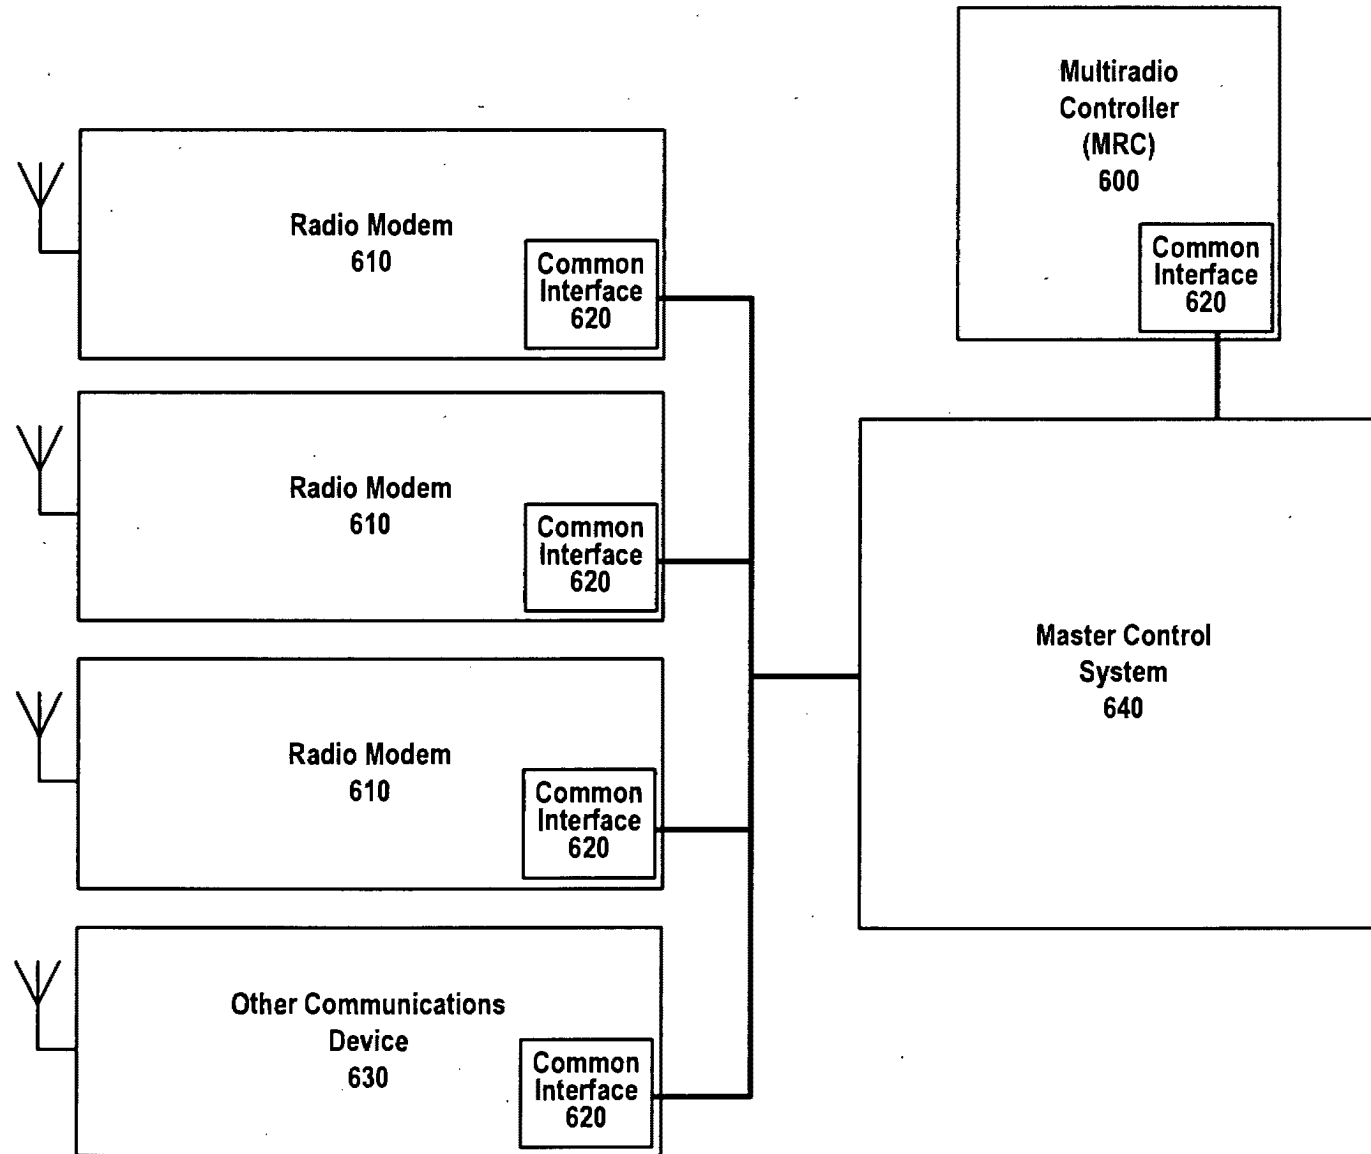 Multiradio
Controller
(MRC)
600
Common
Interface
620
Radio Modem
610
Common
Interface
620
Radio Modem
610
Common
Interface
620
Master Control
System
640
Radio Modem
610
Common
Interface
620
Other Communications
Device
630
Common
Interface
620